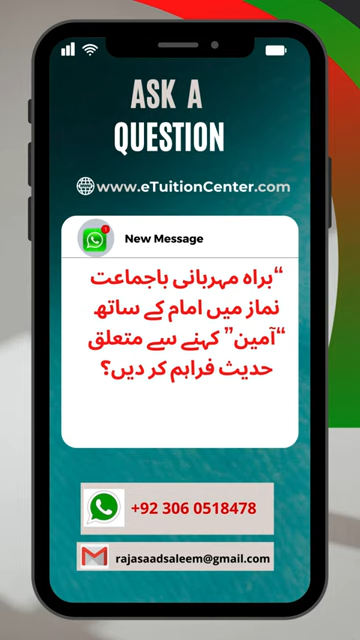 ASK A
QUESTION
www.eTuitionCenter.com
1
New Message
“براہ مہربانی باجماعت
نماز میں امام کے ساتھ
“آمین” کہنے سے متعلق
حدیث فراہم کر دیں؟
+92 306 0518478
rajasaadsaleem@gmail.com